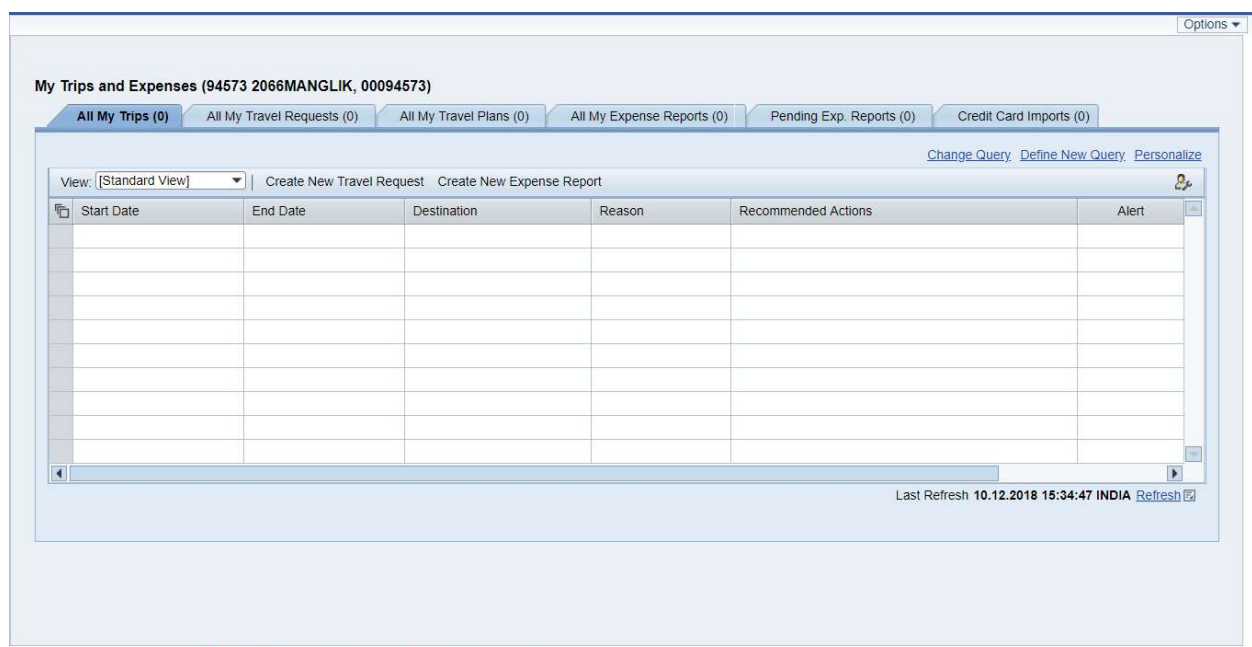 Options
My Trips and Expenses (94573 2066MANGLIK, 00094573)
All My Trips (0) All My Travel Requests (0) All My Travel Plans (0) All My Expense Reports (0) Pending Exp. Reports (0) Credit Card Imports (0)
Change Query Define New Query Personalize
View: [Standard View] Create New Travel Request Create New Expense Report
Start Date End Date Destination Reason Recommended Actions Alert
Last Refresh 10.12.2018 15:34:47 INDIA Refresh